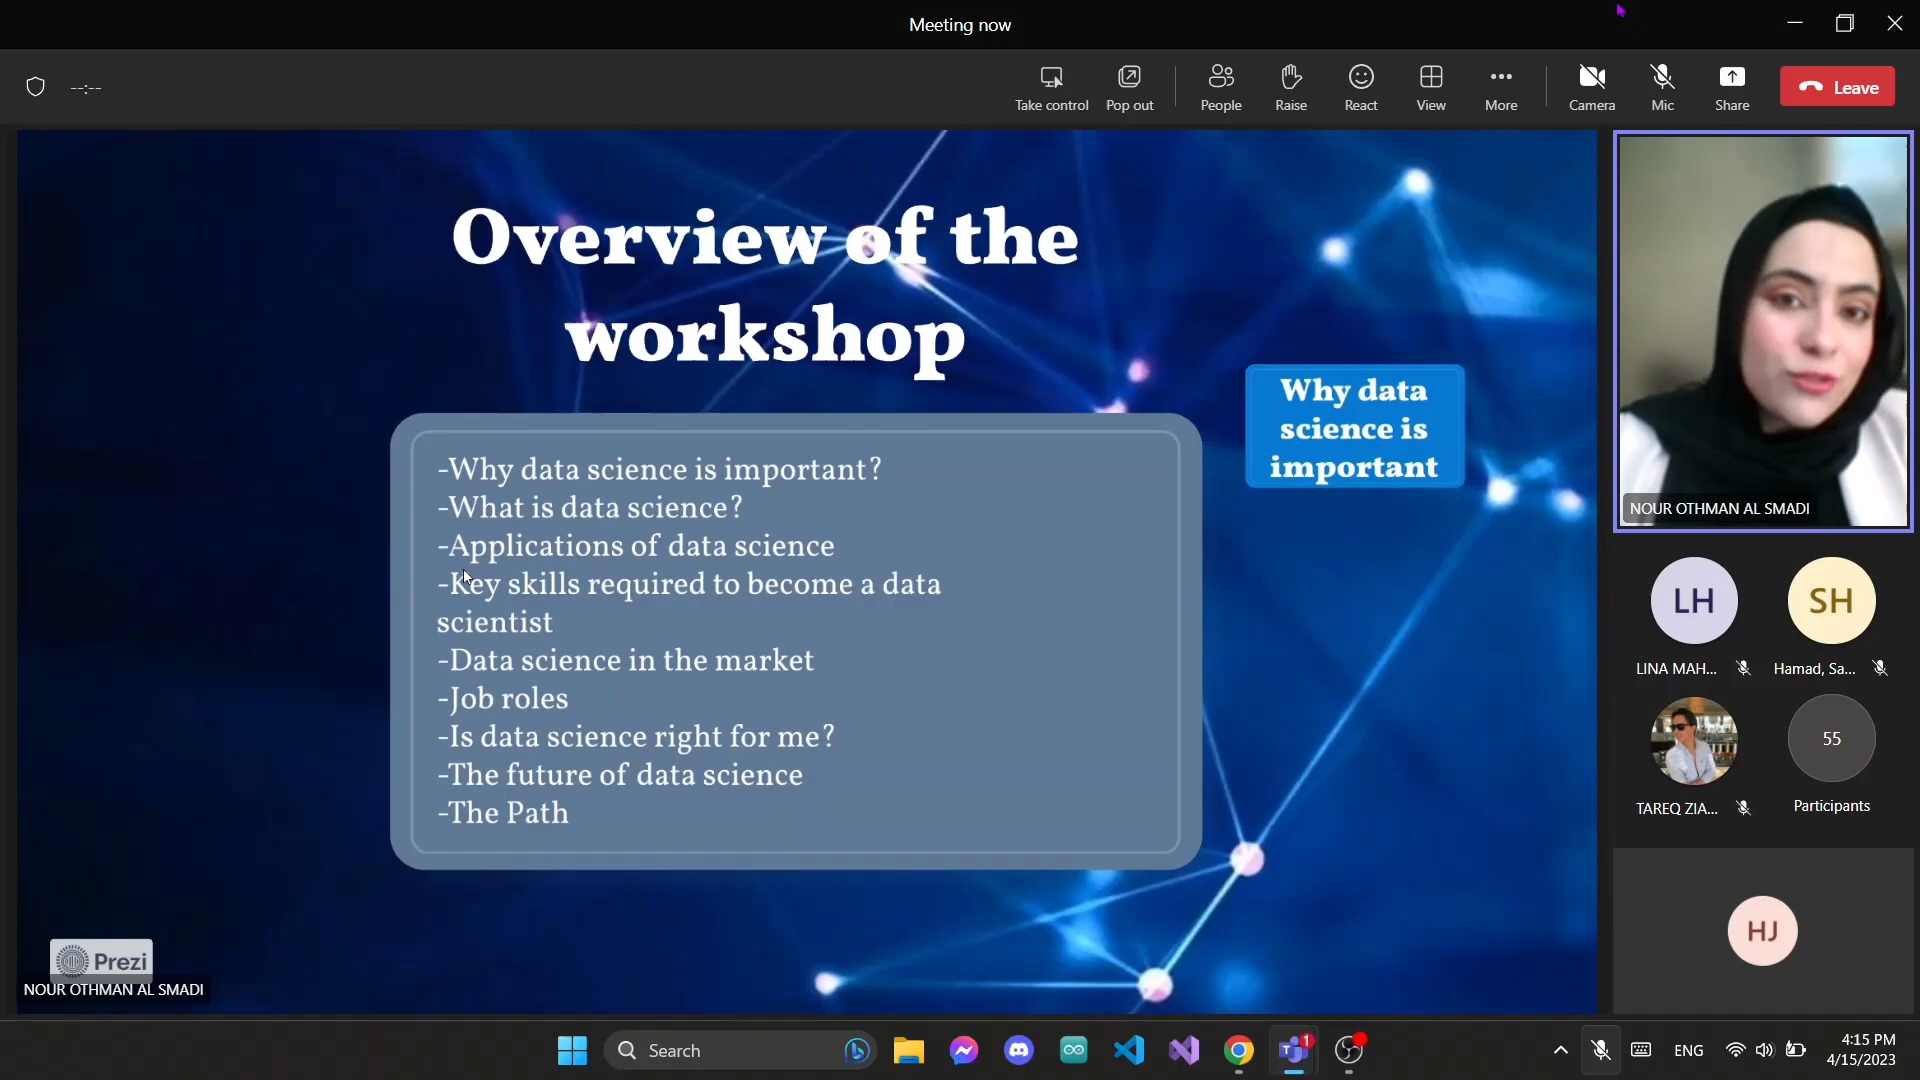 Meeting now
--:--
Take control
Pop out
People
Raise
React
View
More
Camera
Mic
Share
Leave
Overview of the
workshop
Why data
science is
important
-Why data science is important?
-What is data science?
-Applications of data science
-Key skills required to become a data
scientist
-Data science in the market
-Job roles
-Is data science right for me?
-The future of data science
-The Path
Prezi
NOUR OTHMAN AL SMADI
NOUR OTHMAN AL SMADI
LH
SH
LINA MAH...
Hamad, Sa...
55
TAREQ ZIA...
Participants
HJ
Search
1
ENG
4:15 PM
4/15/2023